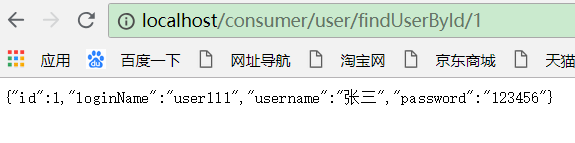 localhost/consumer/user/findUserById/1
应用 百度一下 网址导航 淘宝网 京东商城 天猫
{"id":1,"loginName":"user111","username":"张三","password":"123456"}